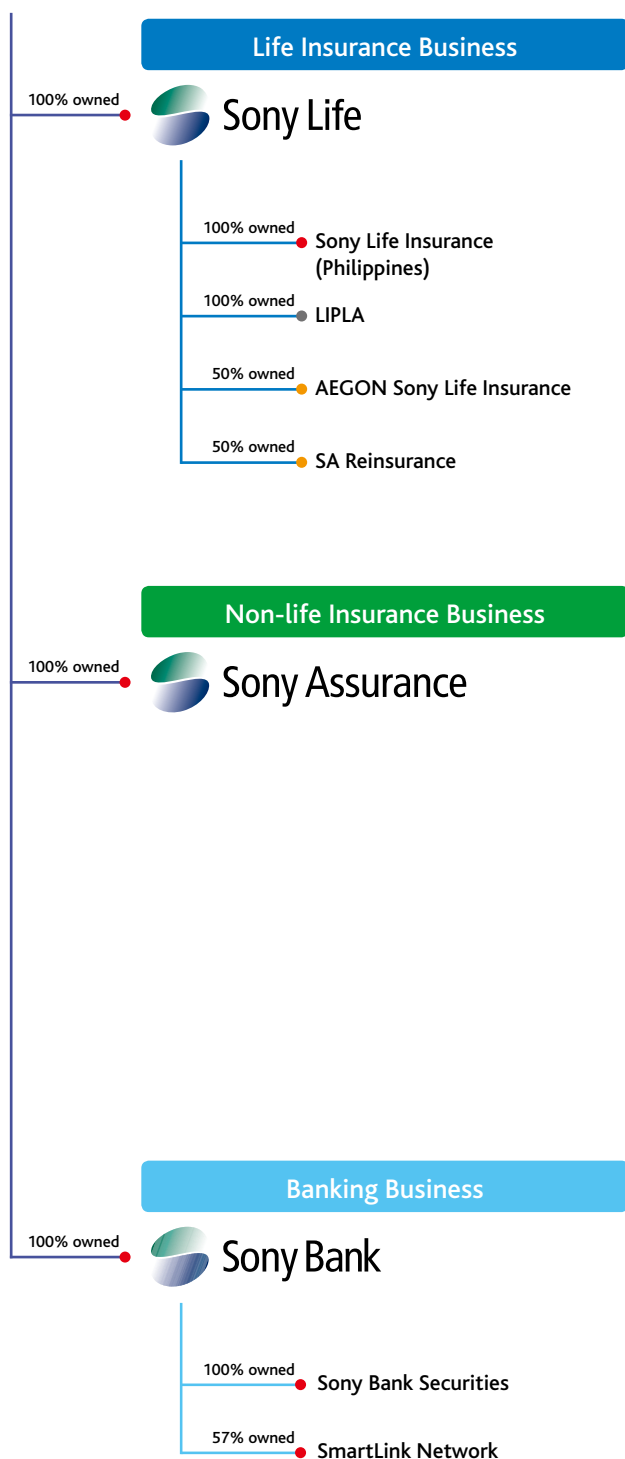 Life Insurance Business
100% owned
Sony Life
100% owned
Sony Life Insurance
(Philippines)
100% owned
LIPLA
50% owned
AEGON Sony Life Insurance
50% owned
SA Reinsurance
Non-life Insurance Business
100% owned
Sony Assurance
Banking Business
100% owned
Sony Bank
100% owned
Sony Bank Securities
57% owned
SmartLink Network